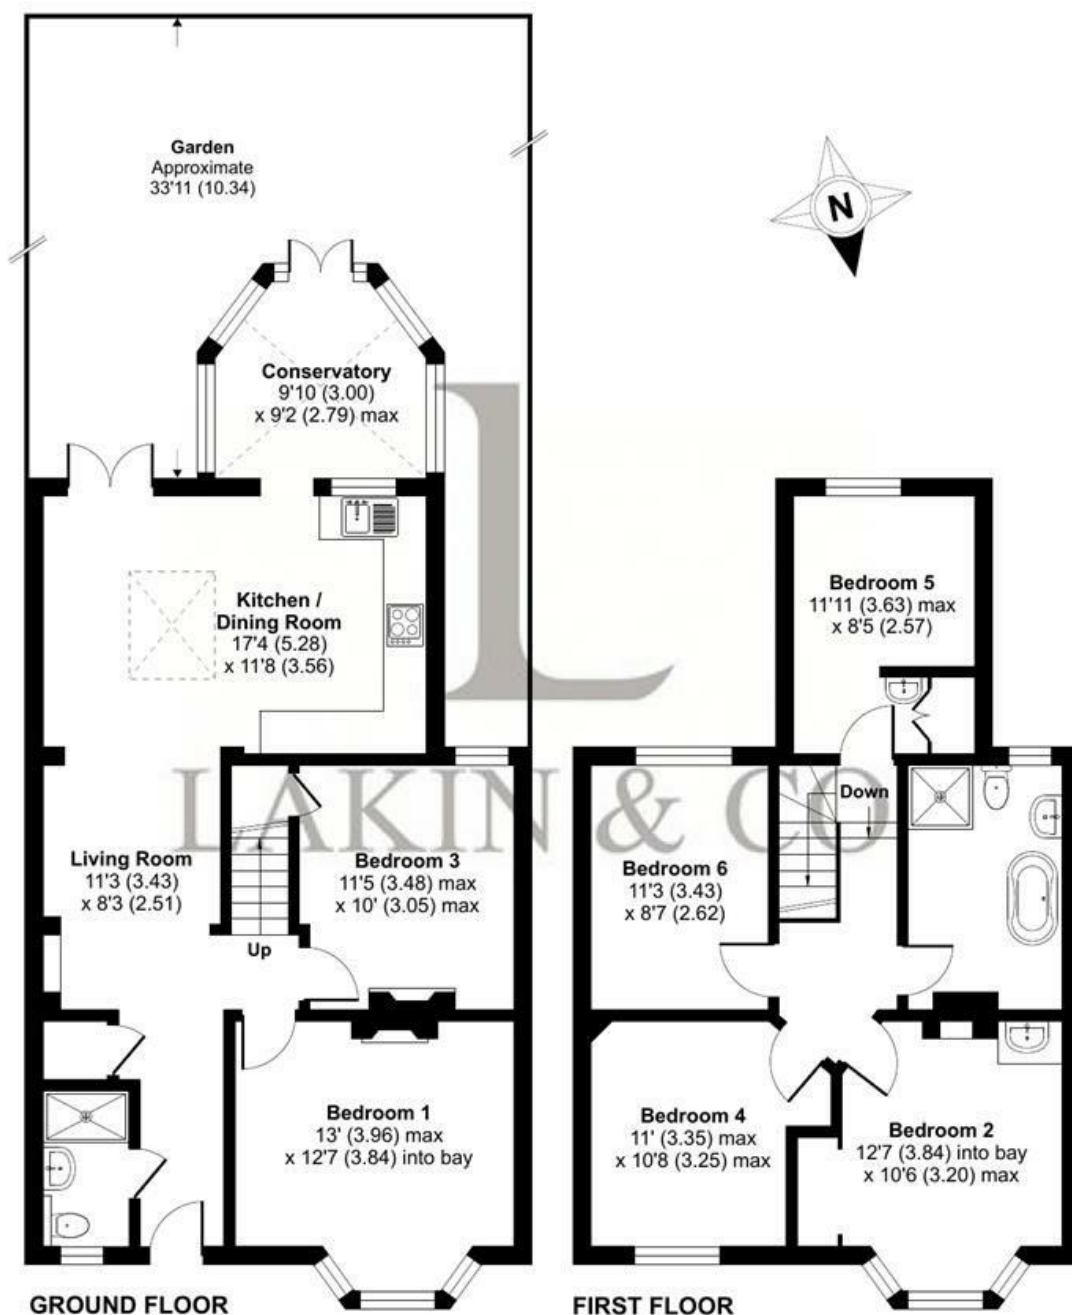 Garden
Approximate
33'11 (10.34)
N
Conservatory
9'10 (3.00)
x 9'2 (2.79) max
Kitchen /
Dining Room
17'4 (5.28)
x 11'8 (3.56)
Bedroom 5
11'11 (3.63) max
x 8'5 (2.57)
L
LAKIN & CO
Down
Living Room
11'3 (3.43)
x 8'3 (2.51)
Bedroom 3
11'5 (3.48) max
x 10' (3.05) max
Up
Bedroom 6
11'3 (3.43)
x 8'7 (2.62)
Bedroom 1
13' (3.96) max
x 12'7 (3.84) into bay
Bedroom 4
11' (3.35) max
x 10'8 (3.25) max
Bedroom 2
12'7 (3.84) into bay
x 10'6 (3.20) max
GROUND FLOOR
FIRST FLOOR